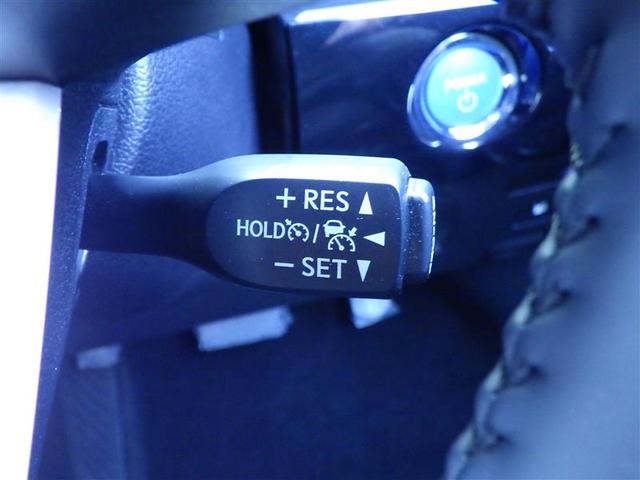 POWER
+ RES ▲
HOLD / ◀
− SET ▼